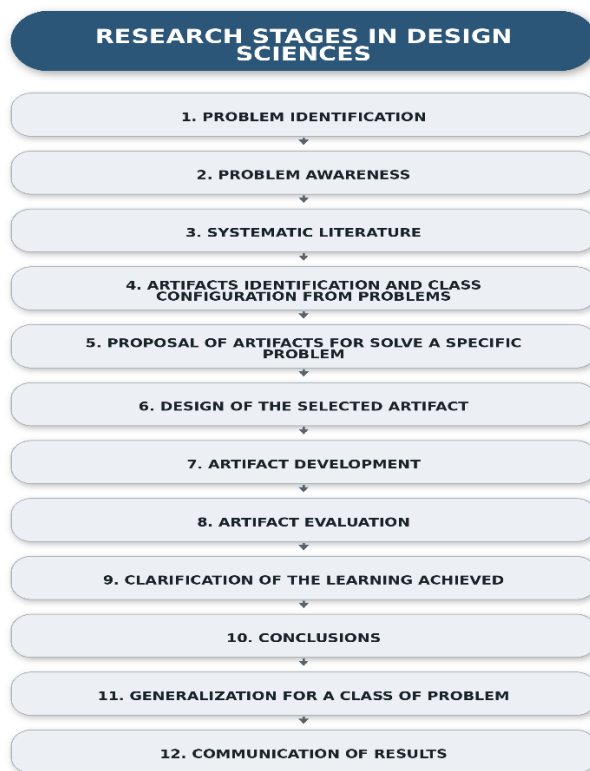 RESEARCH STAGES IN DESIGN
SCIENCES
1. PROBLEM IDENTIFICATION
2. PROBLEM AWARENESS
3. SYSTEMATIC LITERATURE
4. ARTIFACTS IDENTIFICATION AND CLASS
CONFIGURATION FROM PROBLEMS
5. PROPOSAL OF ARTIFACTS FOR SOLVE A SPECIFIC
PROBLEM
6. DESIGN OF THE SELECTED ARTIFACT
7. ARTIFACT DEVELOPMENT
8. ARTIFACT EVALUATION
9. CLARIFICATION OF THE LEARNING ACHIEVED
10. CONCLUSIONS
11. GENERALIZATION FOR A CLASS OF PROBLEM
12. COMMUNICATION OF RESULTS